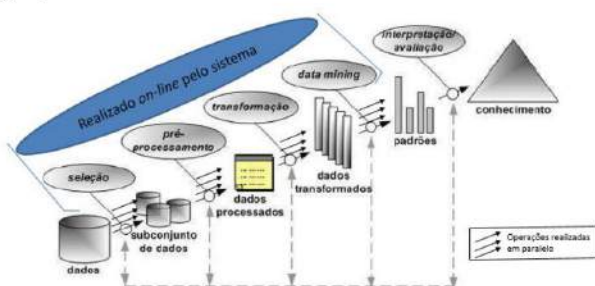 Realizado on-line pelo sistema
interpretação/
avaliação
data mining
transformação
pré-
processamento
seleção
conhecimento
padrões
dados
transformados
dados
processados
subconjunto
de dados
dados
Operações realizadas
em paralelo